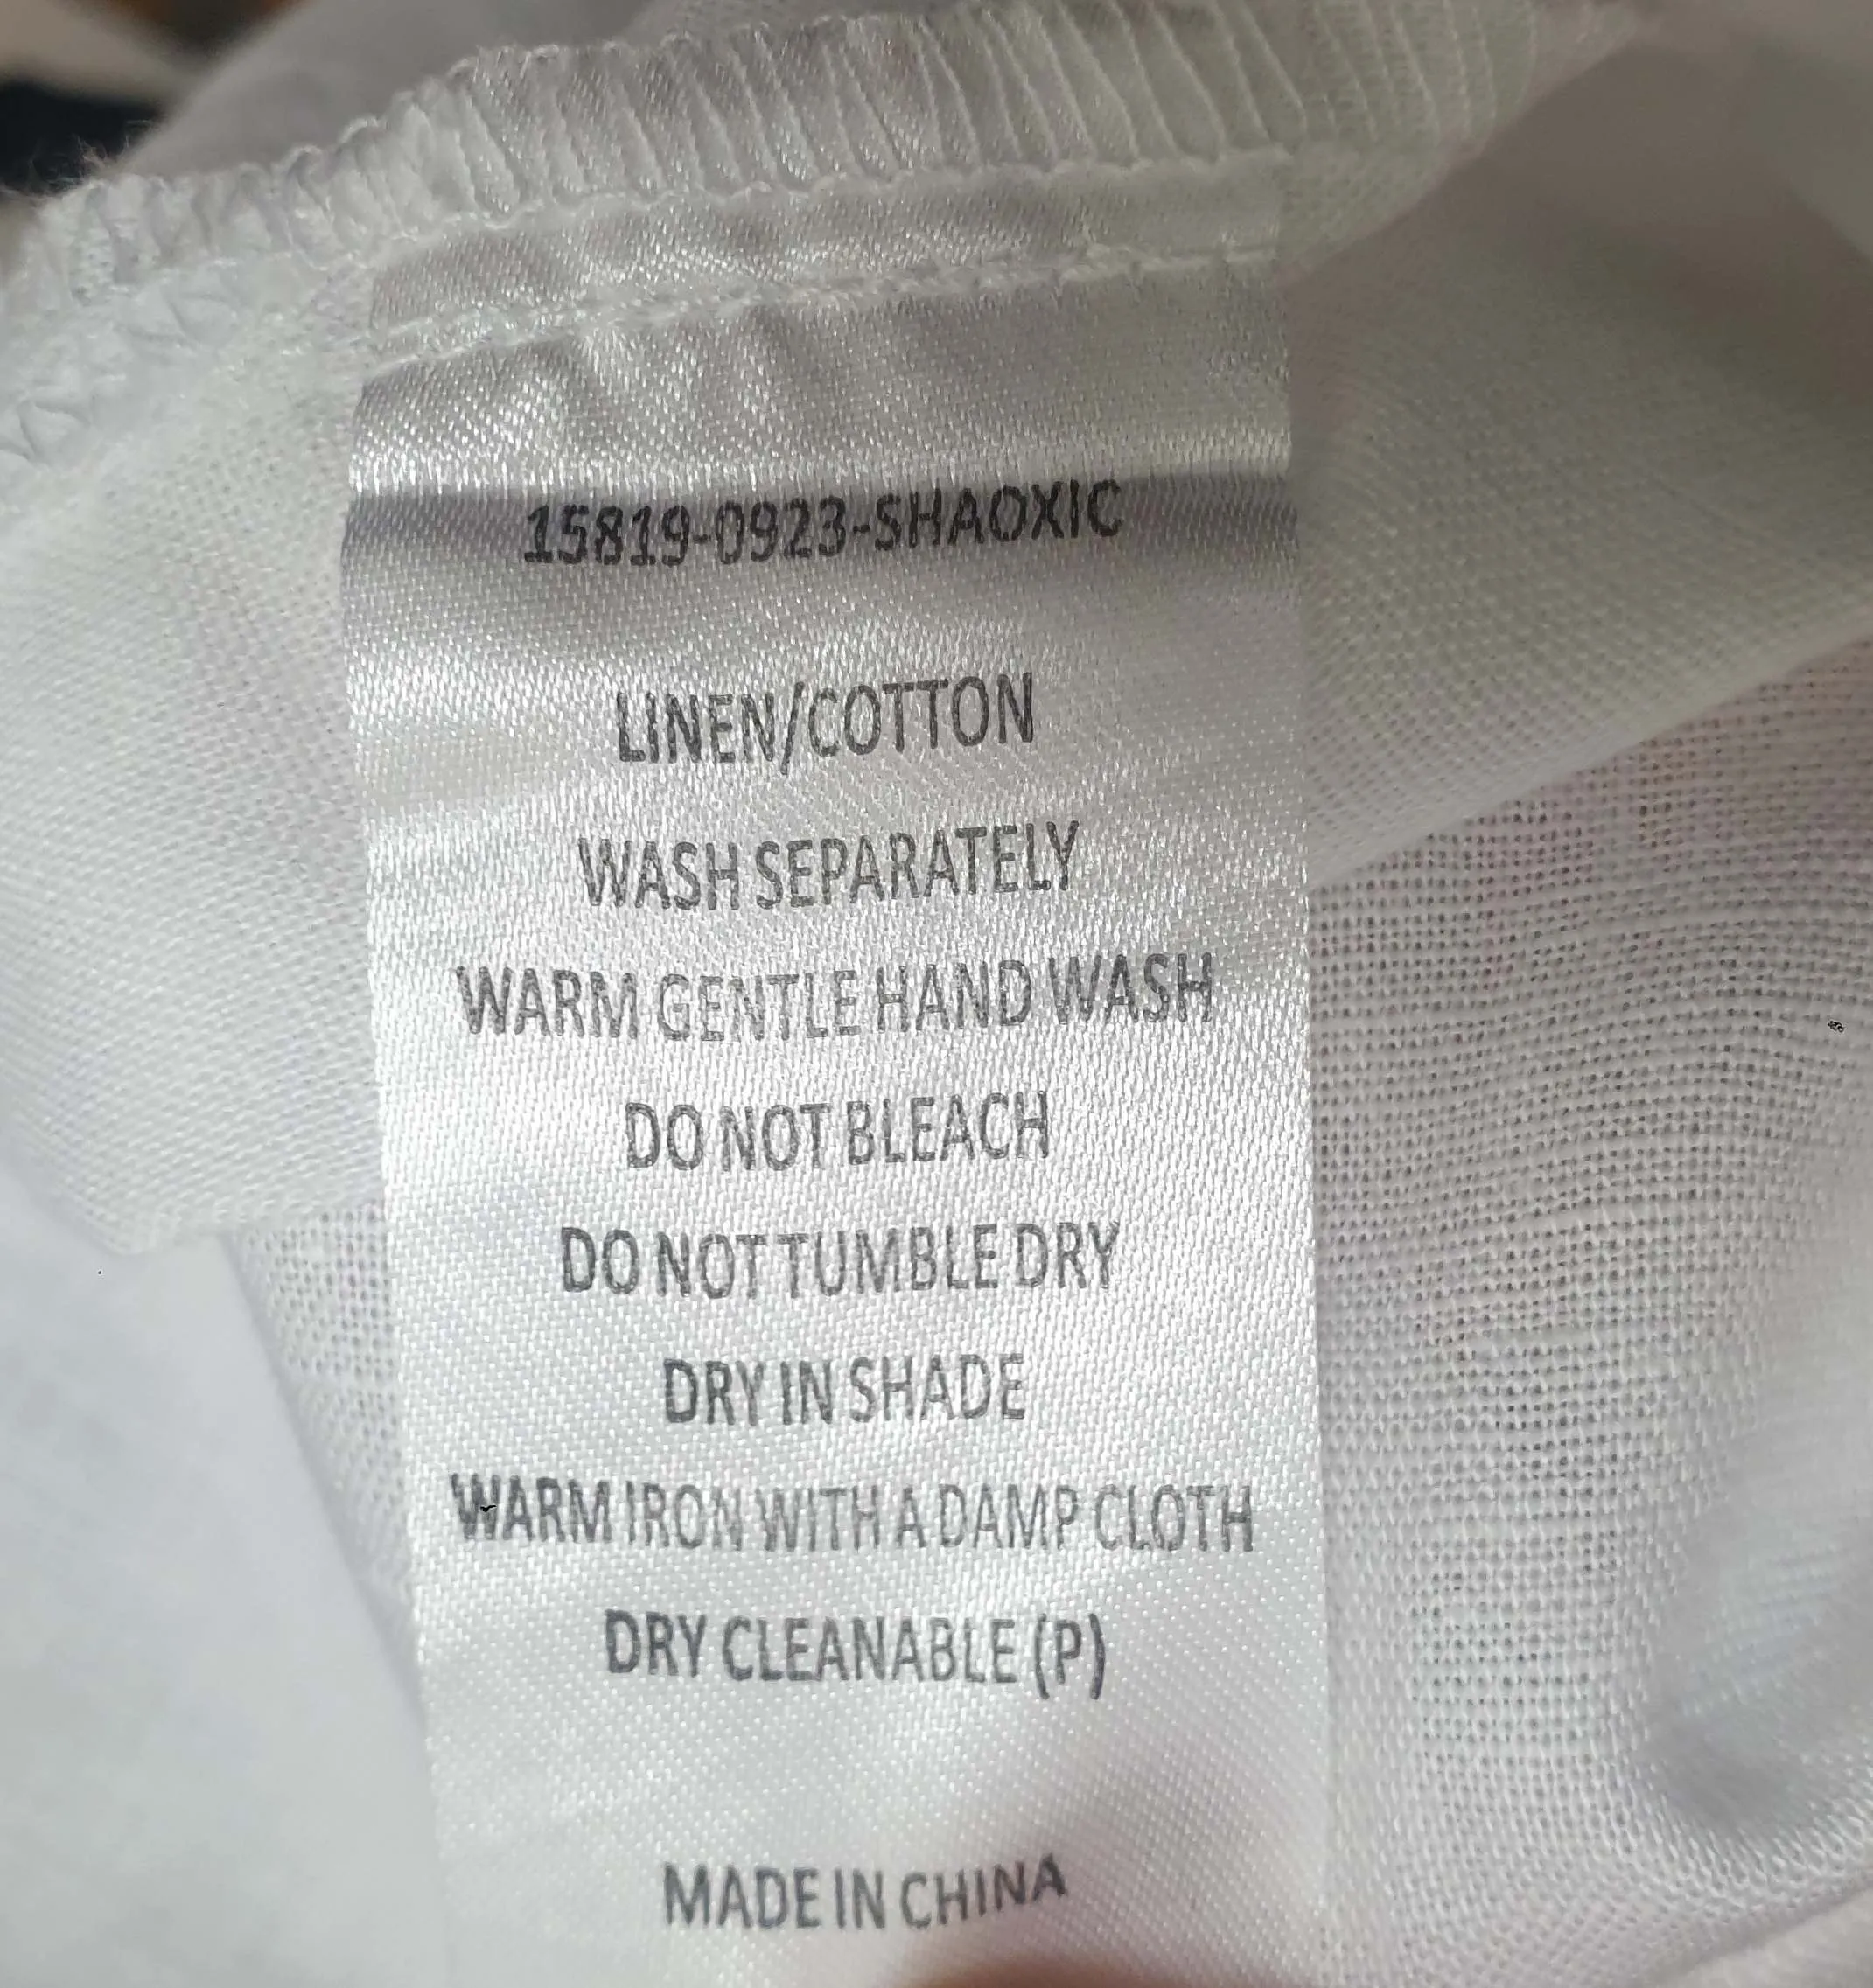 15819-0923-SHAOXIC
LINEN/COTTON
WASH SEPARATELY
WARM GENTLE HAND WASH
DO NOT BLEACH
DO NOT TUMBLE DRY
DRY IN SHADE
WARM IRON WITH A DAMP CLOTH
DRY CLEANABLE (P)
MADE IN CHINA